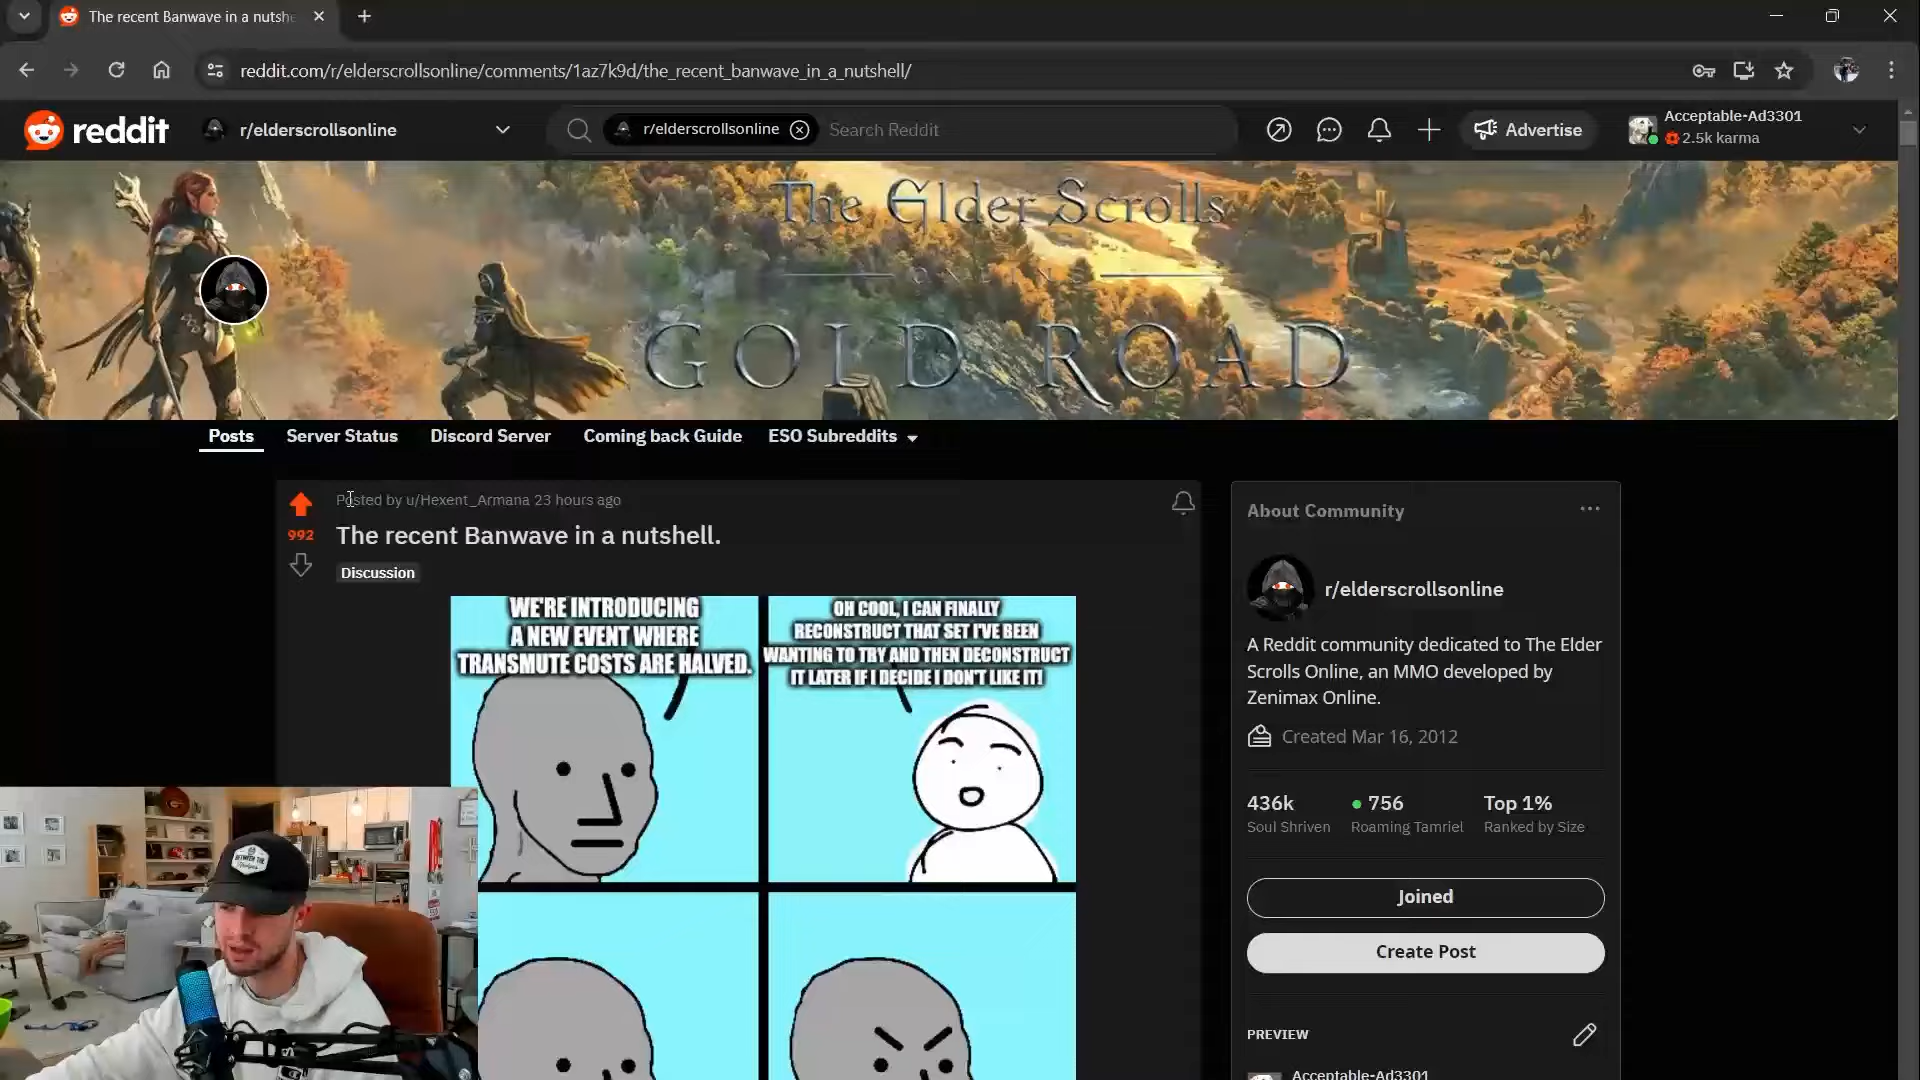 The recent Banwave in a nutsh
reddit.com/r/elderscrollsonline/comments/1az7k9d/the_recent_banwave_in_a_nutshell/
reddit
r/elderscrollsonline
r/elderscrollsonline
Search Reddit
Advertise
Acceptable-Ad3301
2.5k karma
The Elder Scrolls
ONLINE
GOLD ROAD
Posts
Server Status
Discord Server
Coming back Guide
ESO Subreddits
Posted by u/Hexent_Armana 23 hours ago
992
The recent Banwave in a nutshell.
Discussion
WE'RE INTRODUCING
A NEW EVENT WHERE
TRANSMUTE COSTS ARE HALVED.
OH COOL, I CAN FINALLY
RECONSTRUCT THAT SET I'VE BEEN
WANTING TO TRY AND THEN DECONSTRUCT
IT LATER IF I DECIDE I DON'T LIKE IT!
About Community
r/elderscrollsonline
A Reddit community dedicated to The Elder
Scrolls Online, an MMO developed by
Zenimax Online.
Created Mar 16, 2012
436k
Soul Shriven
756
Roaming Tamriel
Top 1%
Ranked by Size
Joined
Create Post
PREVIEW
Acceptable-Ad3301